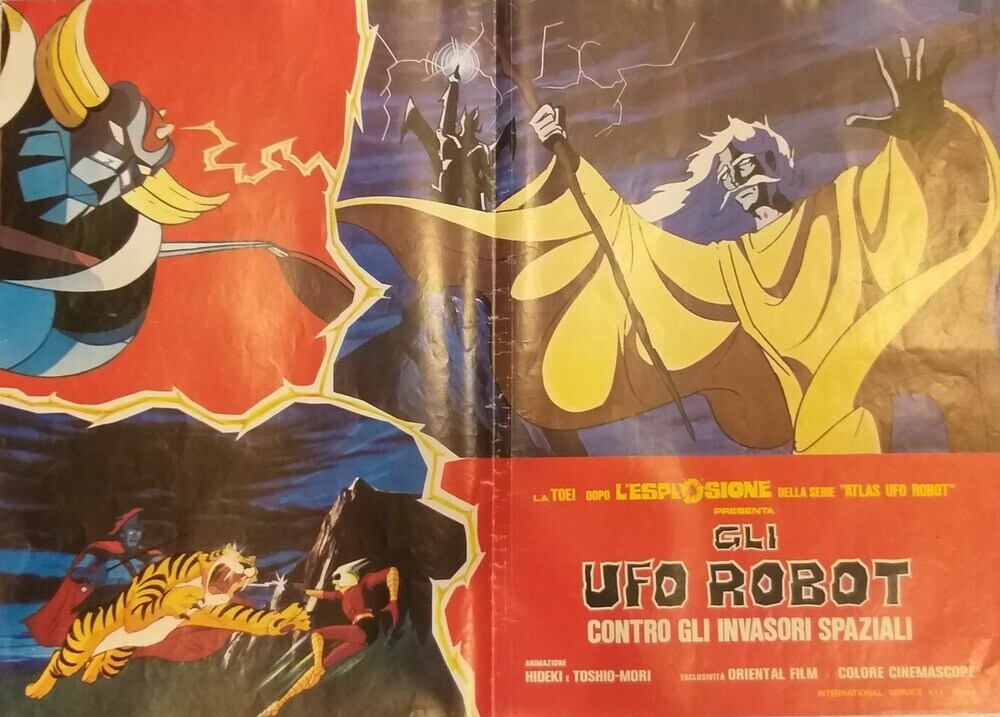 LA TOEI DOPO L'ESPLOSIONE DELLA SERIE "ATLAS UFO ROBOT"
PRESENTA
GLI
UFO ROBOT
CONTRO GLI INVASORI SPAZIALI
ANIMAZIONE
HIDEKI E TOSHIO-MORI ESCLUSIVITÀ ORIENTAL FILM COLORE CINEMASCOPE
INTERNATIONAL SERVICE s.r.l.